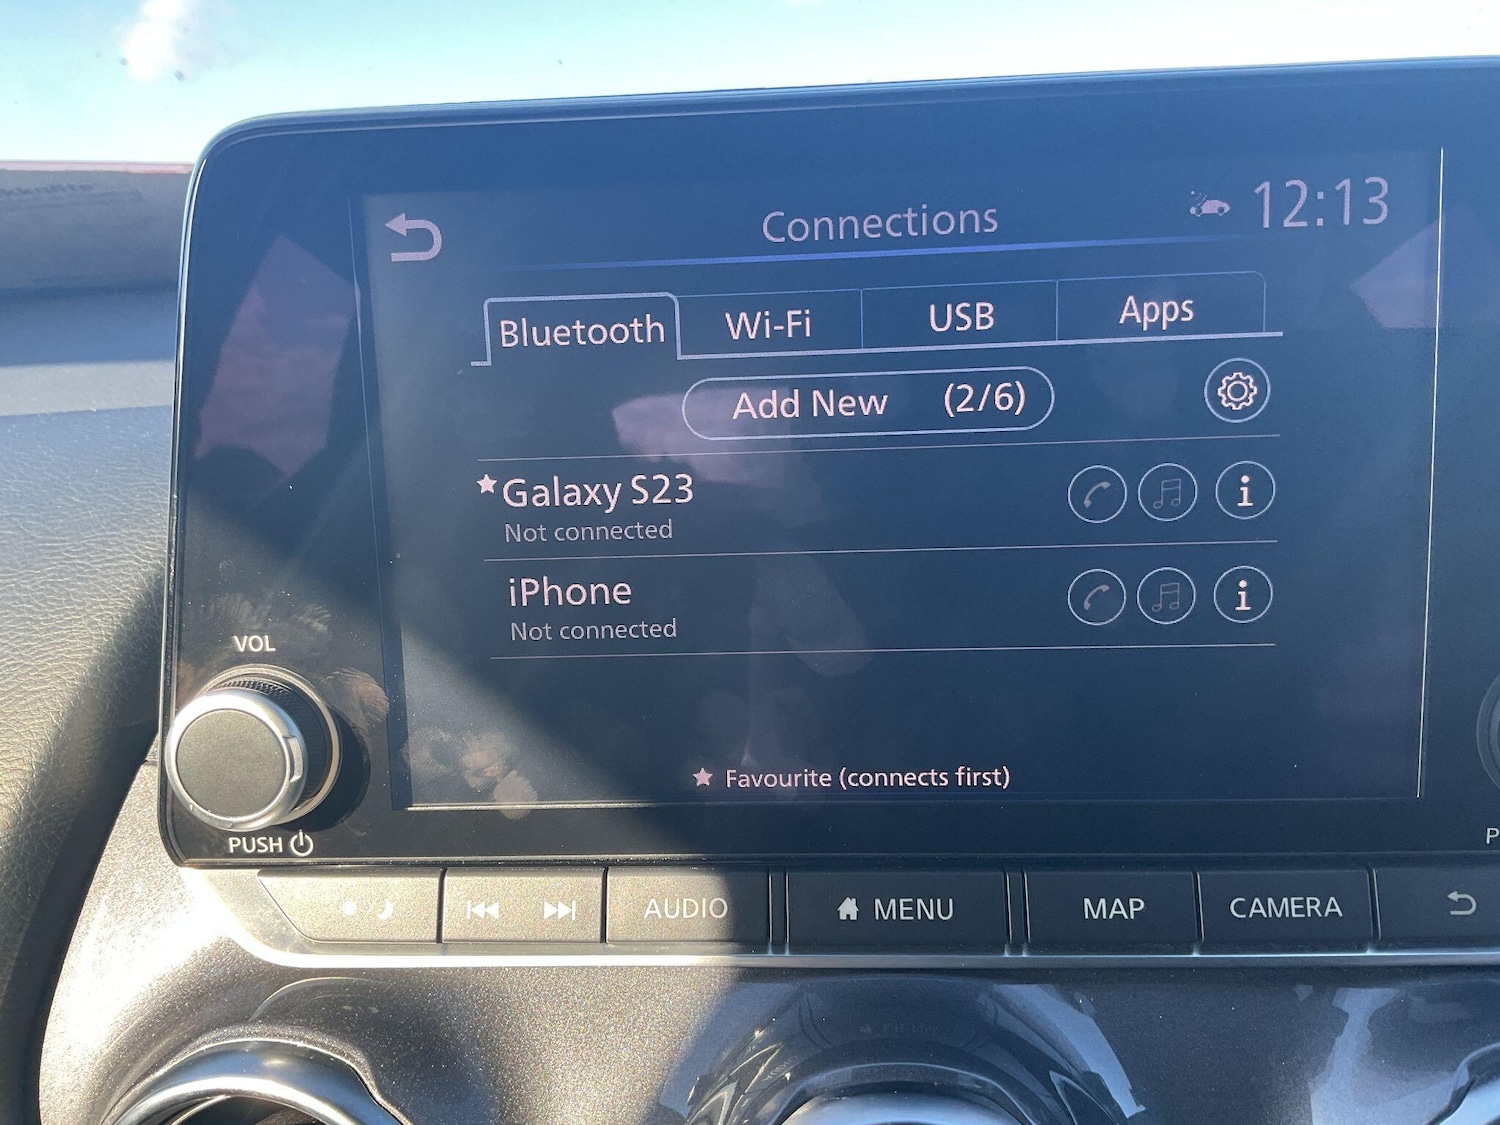 Connections 12:13
Bluetooth Wi-Fi USB Apps
Add New (2/6)
Galaxy S23
Not connected
iPhone
Not connected
Favourite (connects first)
VOL
PUSH
AUDIO MENU MAP CAMERA